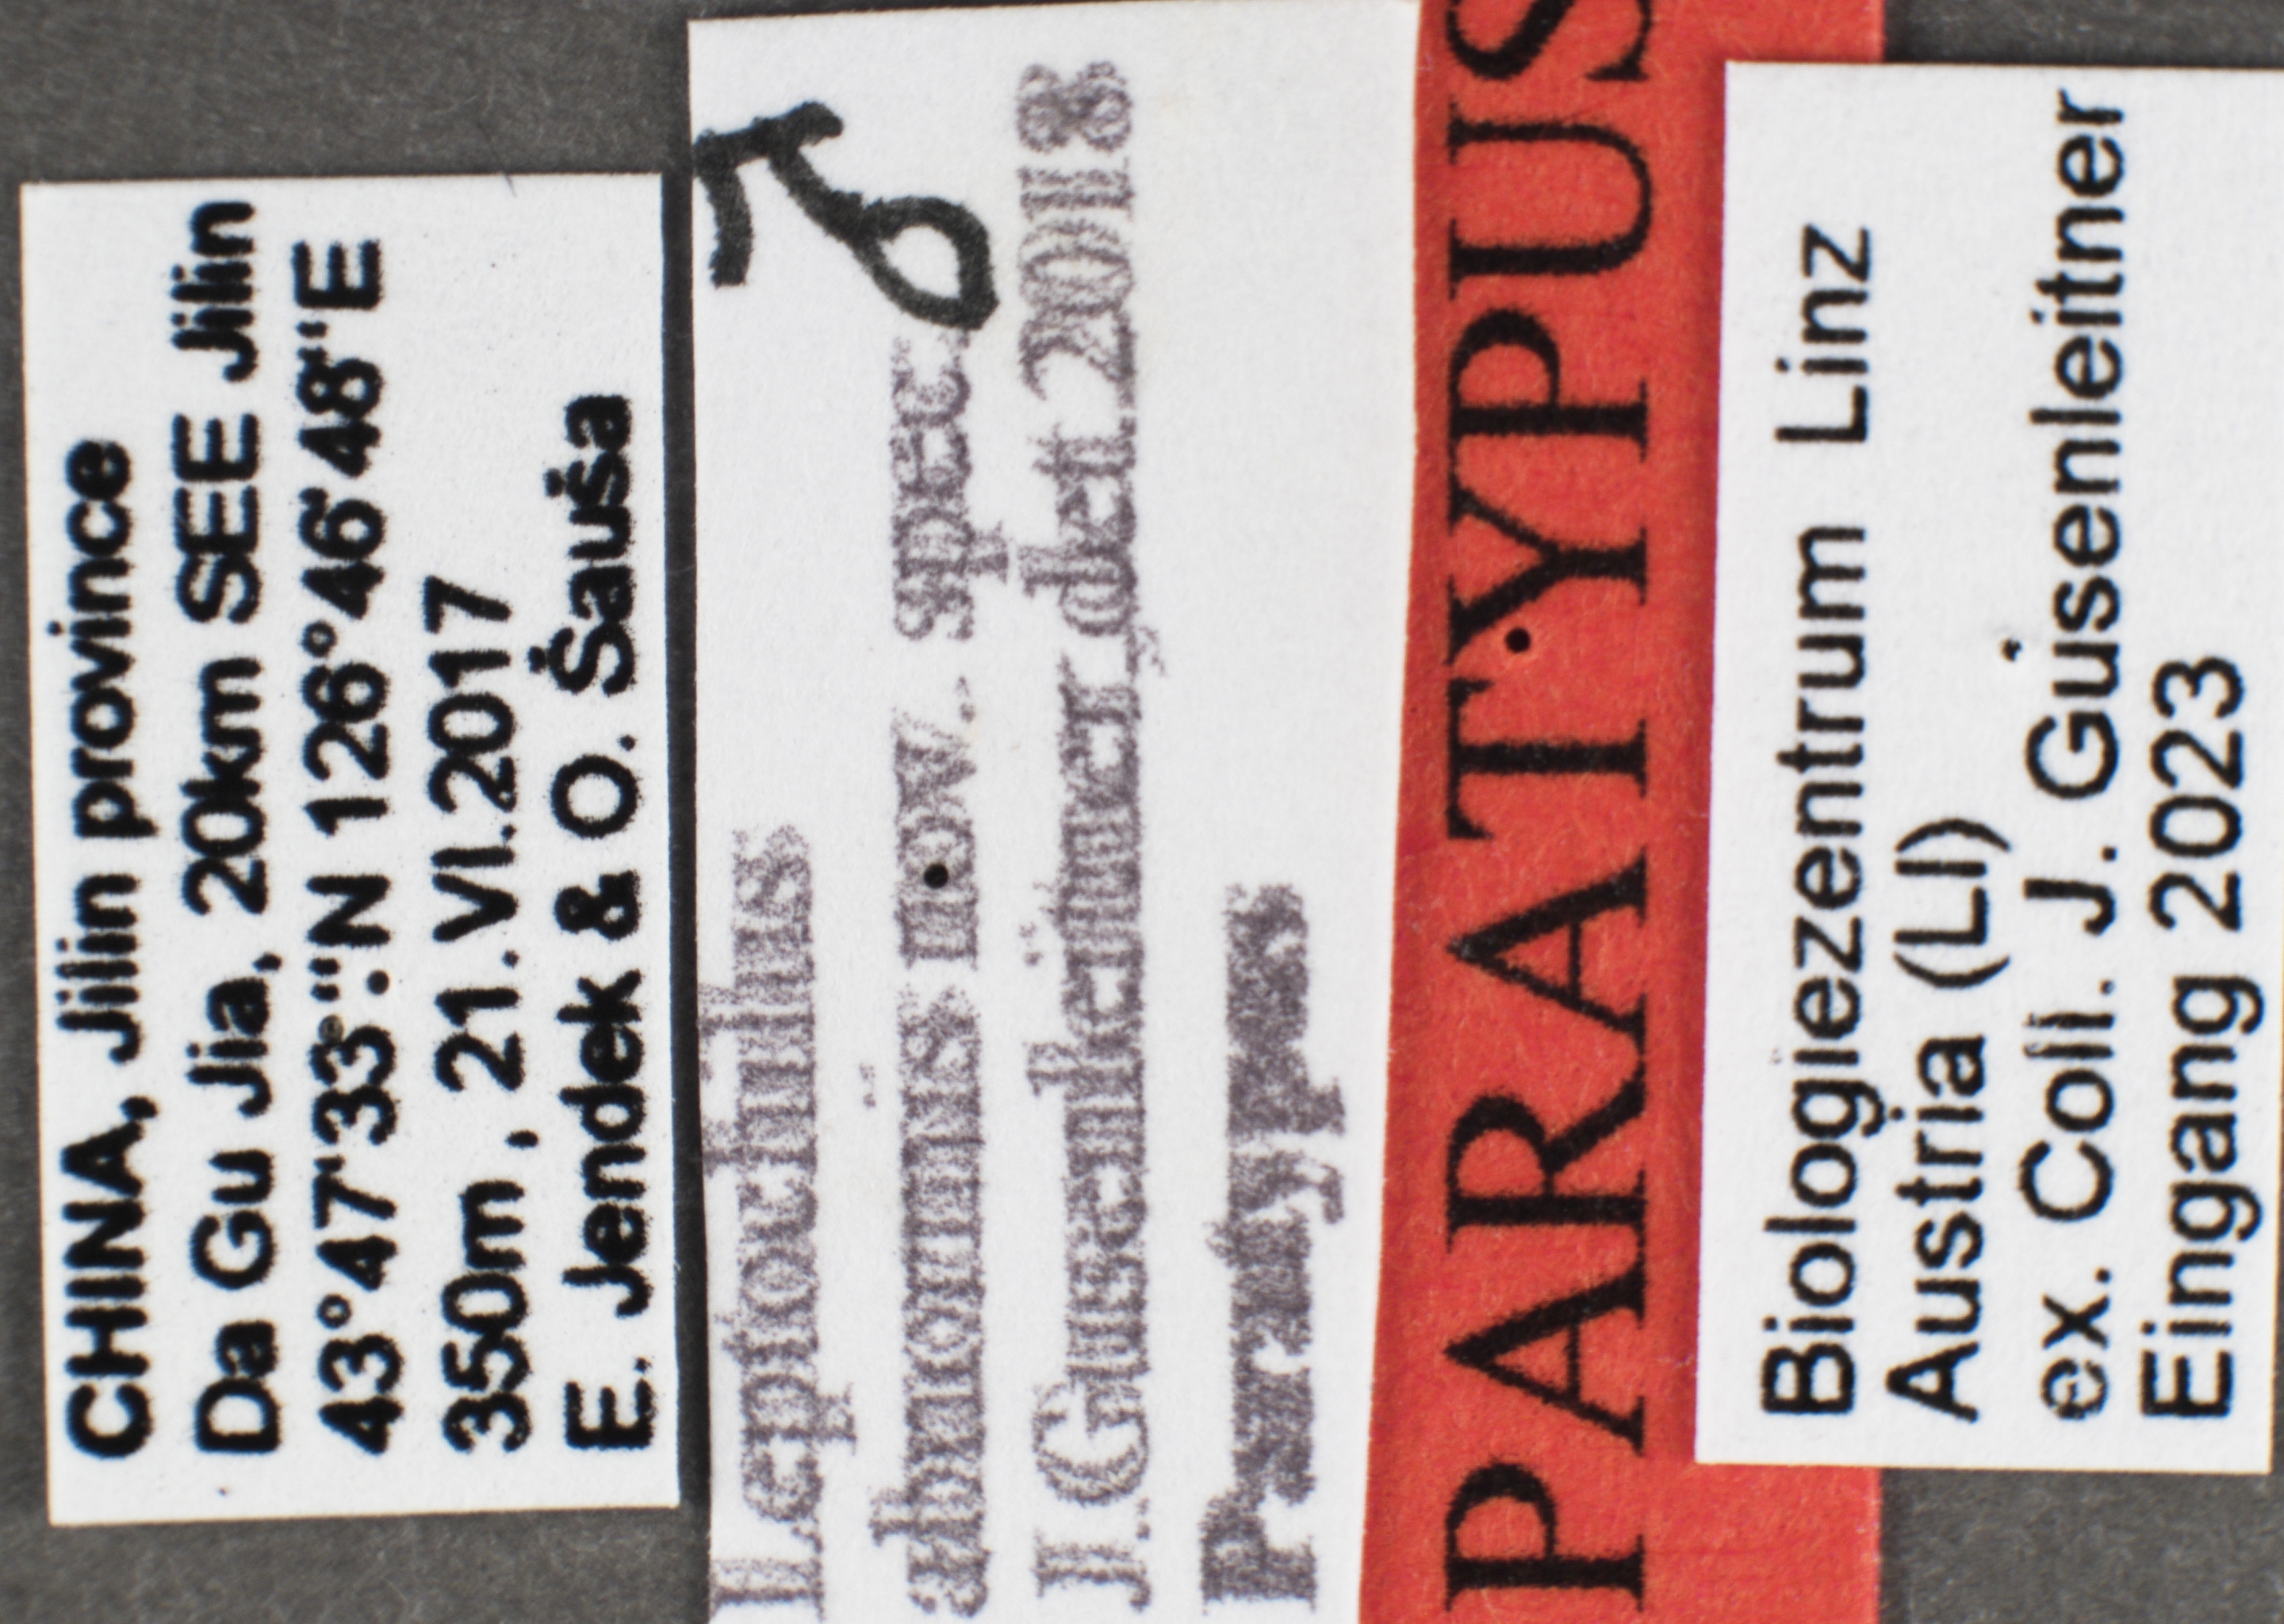 CHINA, Jilin province
Da Gu Jia, 20km SEE Jilin
43°47'33"N 126°46'48"E
350m, 21.VI.2017
E. Jendek & O. Šauša
♂
Leptochilus
abnormis nov. spec.
J.Gusenleitner det.2018
Paratypus
PARATYPUS
Biologiezentrum Linz
Austria (LI)
ex. Coll. J. Gusenleitner
Eingang 2023